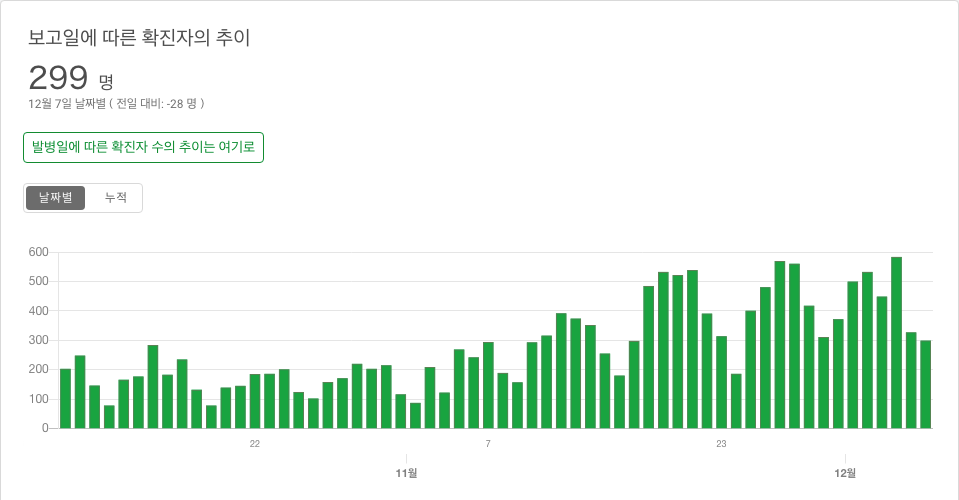 보고일에 따른 확진자의 추이
299 명
12월 7일 날짜별 ( 전일 대비: -28 명 )
발병일에 따른 확진자 수의 추이는 여기로
날짜별 누적
600
500
400
300
200
100
0
22 7 23
11월 12월